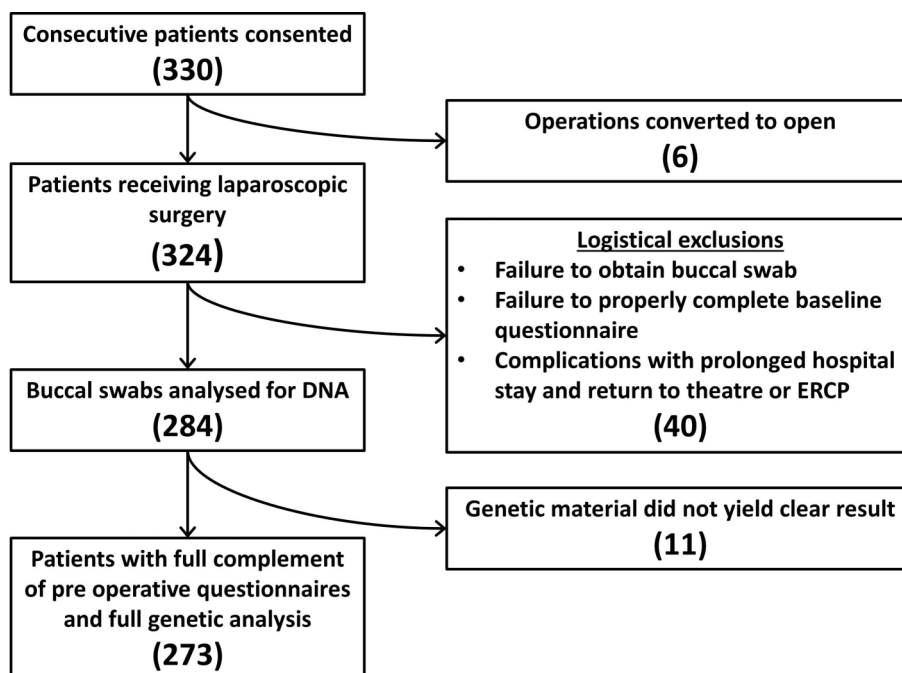 Consecutive patients consented
(330)
Operations converted to open
(6)
Patients receiving laparoscopic
surgery
(324)
Logistical exclusions
• Failure to obtain buccal swab
• Failure to properly complete baseline
questionnaire
• Complications with prolonged hospital
stay and return to theatre or ERCP
(40)
Buccal swabs analysed for DNA
(284)
Genetic material did not yield clear result
(11)
Patients with full complement
of pre operative questionnaires
and full genetic analysis
(273)